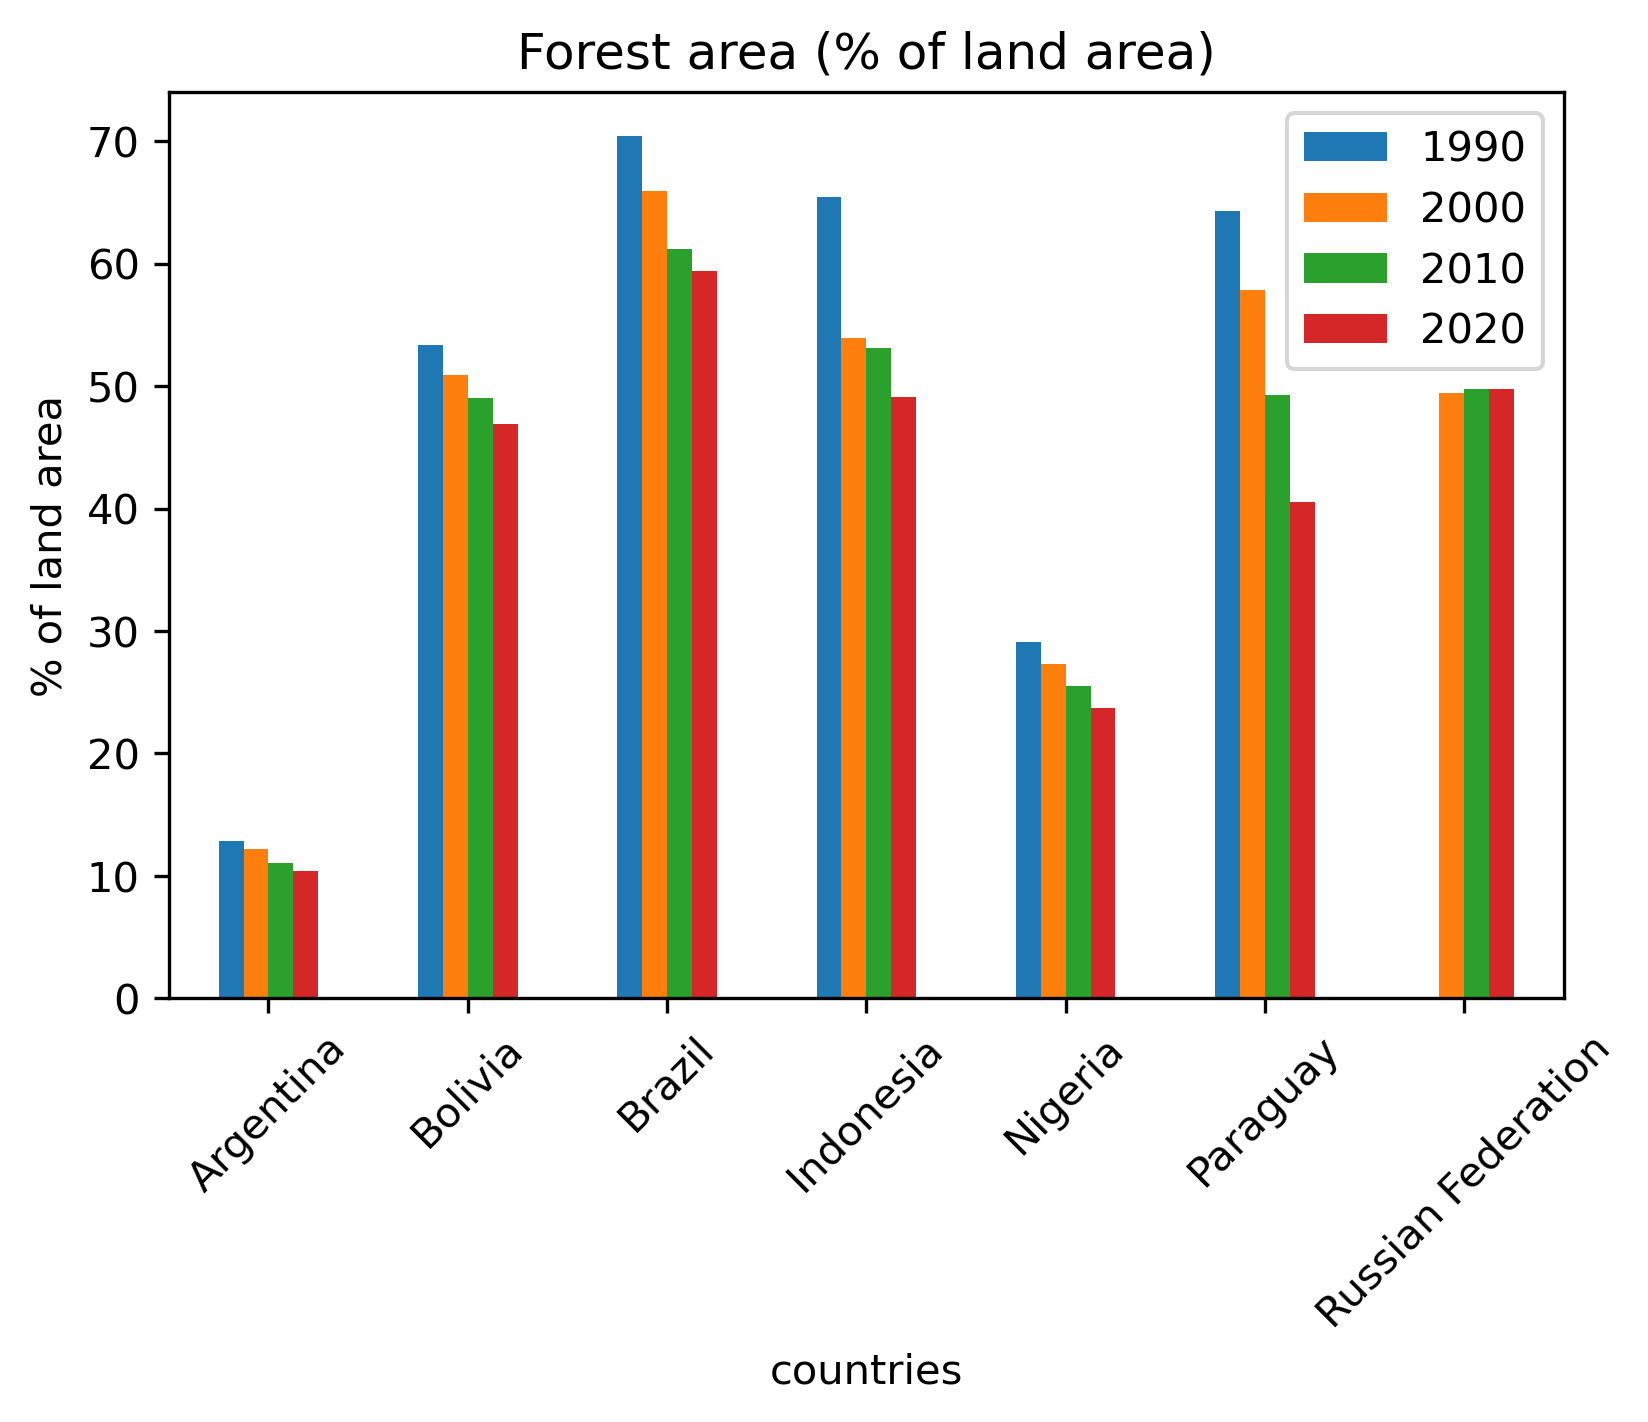 Forest area (% of land area)
1990
2000
2010
2020
70
60
50
40
30
20
10
0
% of land area
Argentina
Bolivia
Brazil
Indonesia
Nigeria
Paraguay
Russian Federation
countries